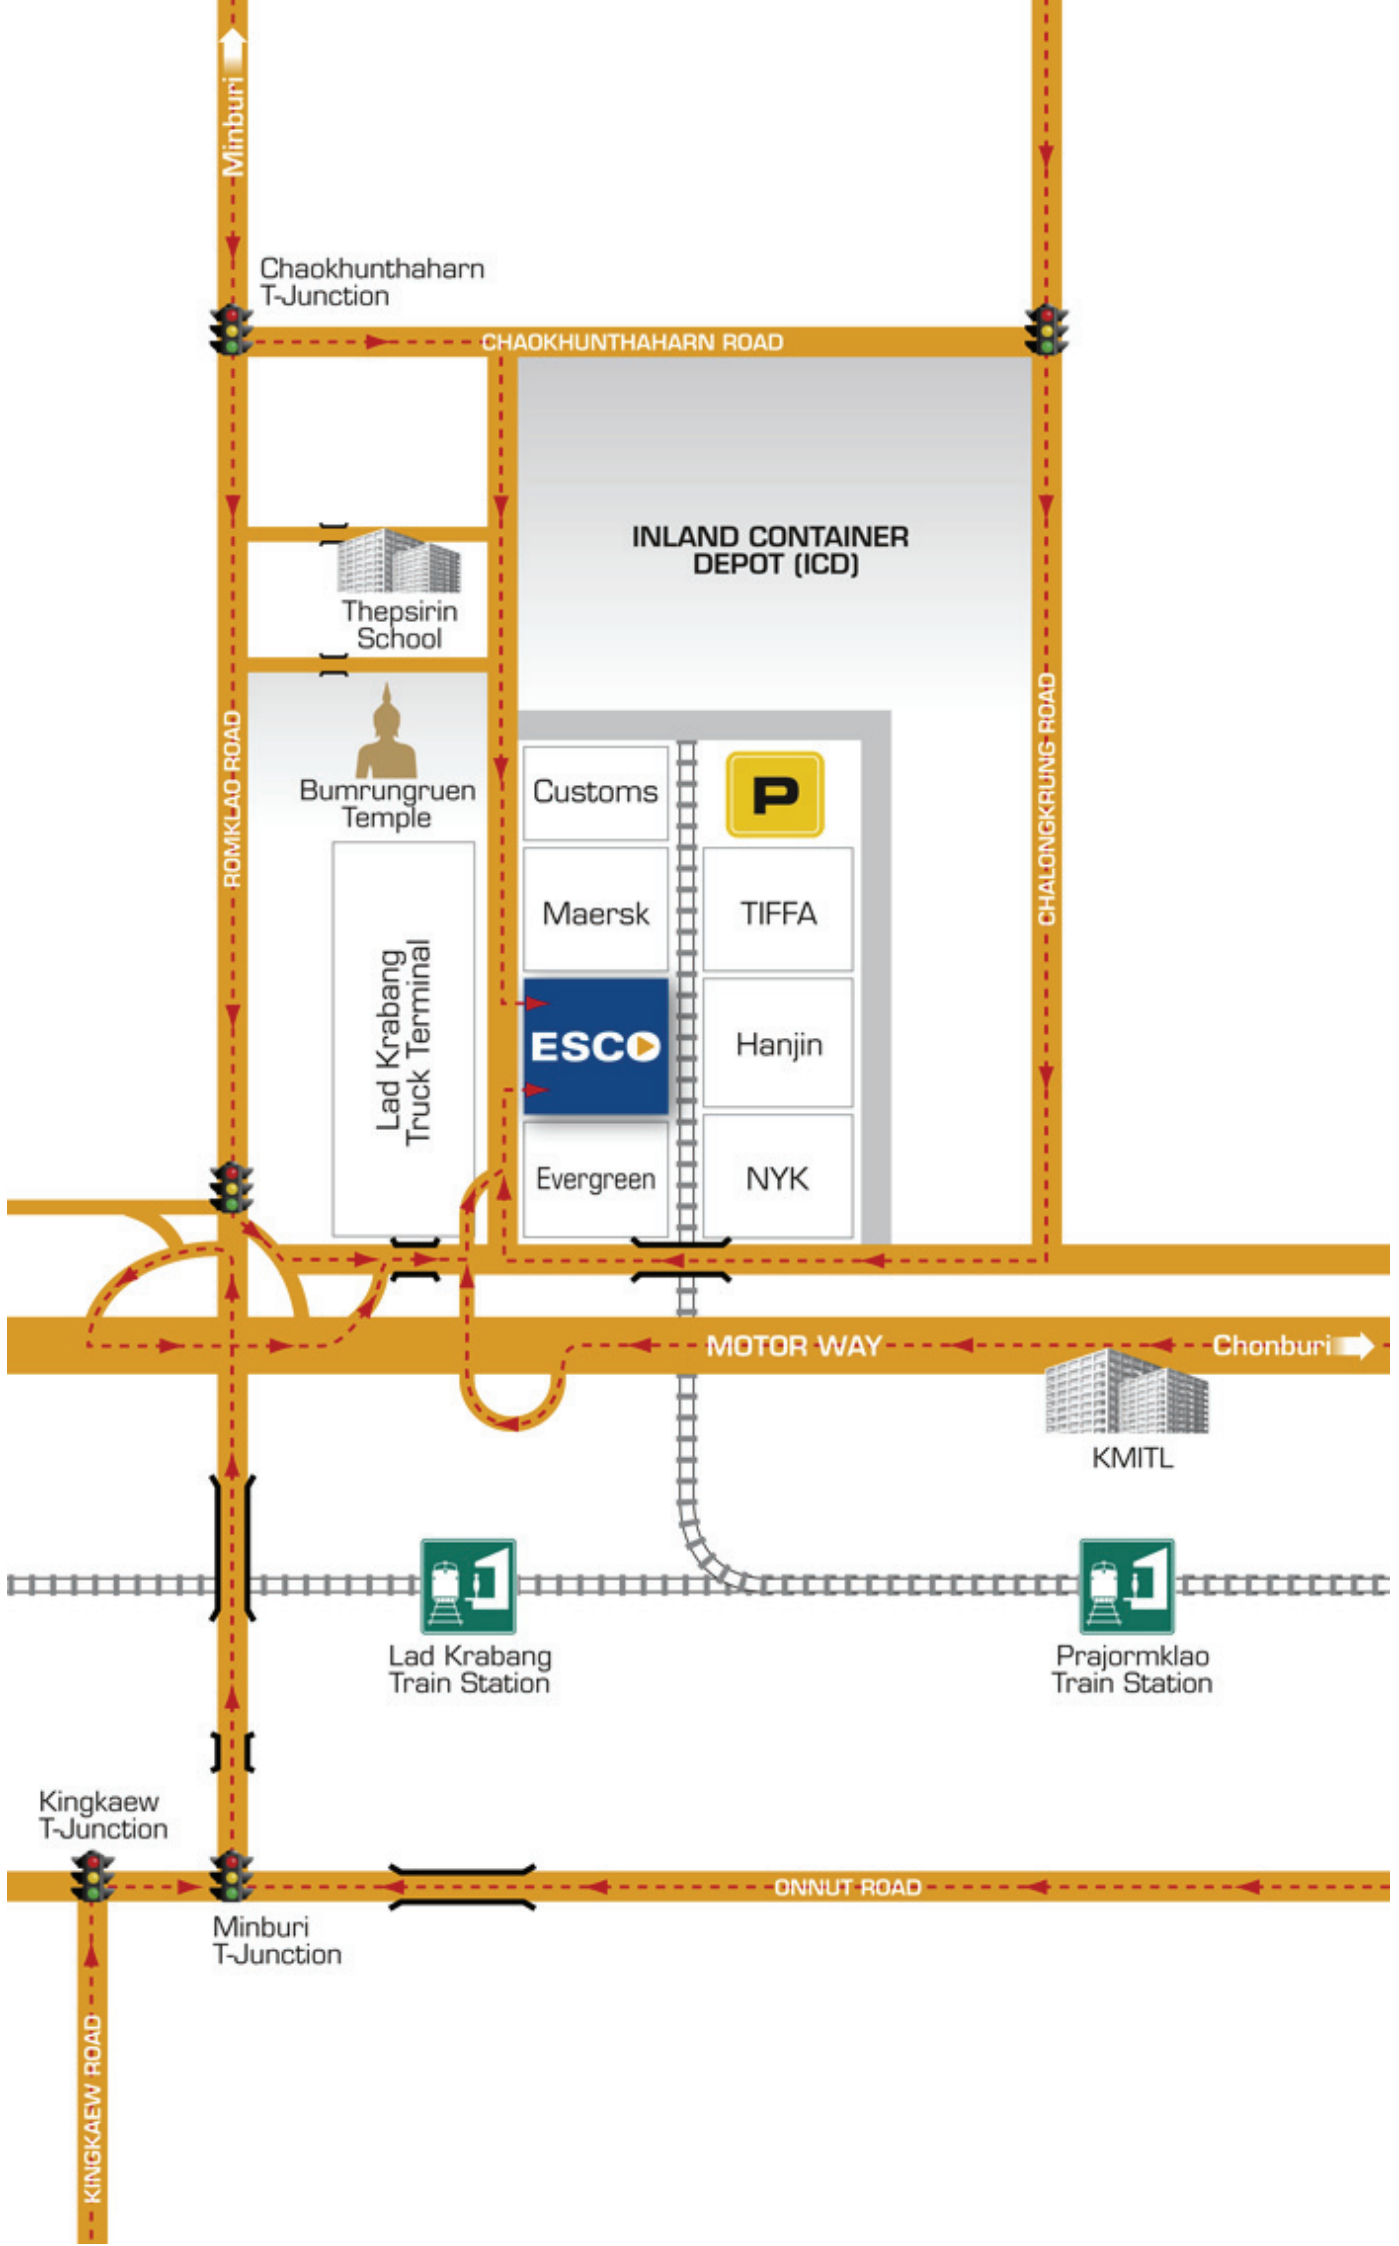 Minburi
Chaokhunthaharn
T-Junction
CHAOKHUNTHAHARN ROAD
INLAND CONTAINER
DEPOT (ICD)
Thepsirin
School
ROMKLAO ROAD
CHALONGKRUNG ROAD
Bumrungruen
Temple
Customs
P
Maersk
TIFFA
Lad Krabang
Truck Terminal
ESCO
Hanjin
Evergreen
NYK
MOTOR WAY
Chonburi
KMITL
Lad Krabang
Train Station
Prajormklao
Train Station
Kingkaew
T-Junction
ONNUT ROAD
Minburi
T-Junction
KINGKAEW ROAD